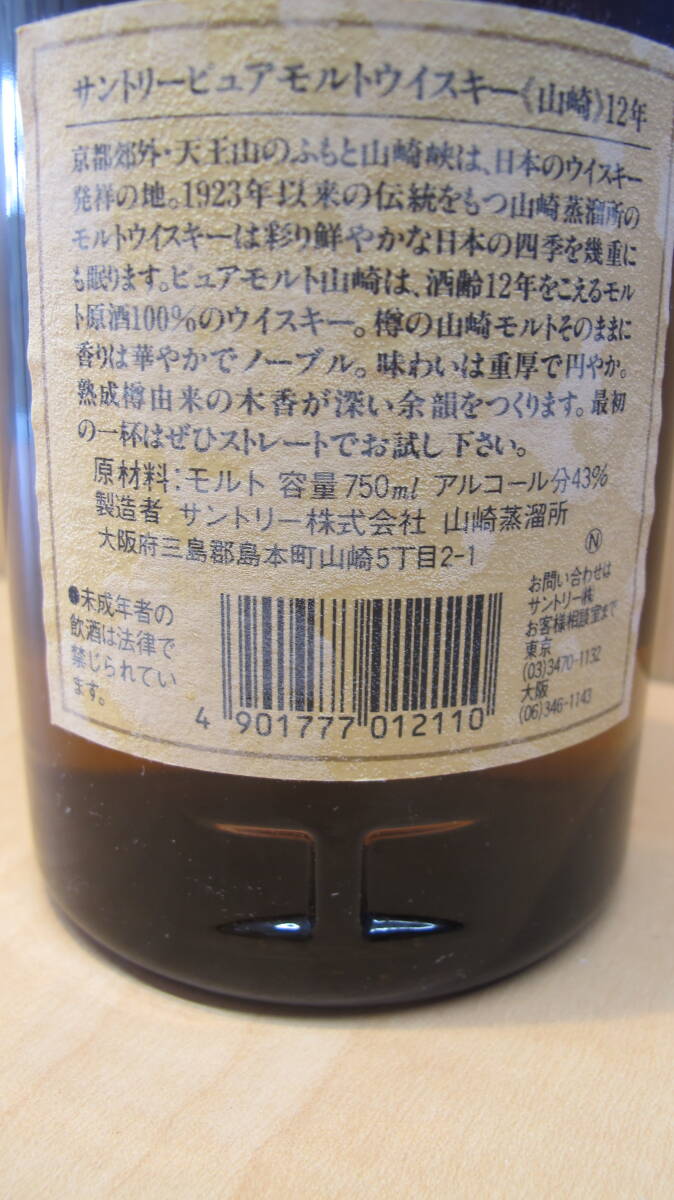 サントリーピュアモルトウイスキー《山崎》12年
京都郊外・天王山のふもと山崎峡は、日本のウイスキー
発祥の地。1923年以来の伝統をもつ山崎蒸溜所の
モルトウイスキーは彩り鮮やかな日本の四季を幾重に
も眠ります。ピュアモルト山崎は、酒齢12年をこえるモル
ト原酒100%のウイスキー。樽の山崎モルトそのままに
香りは華やかでノーブル。味わいは重厚で円やか。
熟成樽由来の木香が深い余韻をつくります。最初
の一杯はぜひストレートでお試し下さい。
原材料:モルト 容量750ml アルコール分43%
製造者 サントリー株式会社 山崎蒸溜所
大阪府三島郡島本町山崎5丁目2-1
Ⓝ
●未成年者の
飲酒は法律で
禁じられてい
ます。
4 901777 012110
お問い合わせは
サントリー㈱
お客様相談室まで
東京
(03)3470-1132
大阪
(06)346-1143